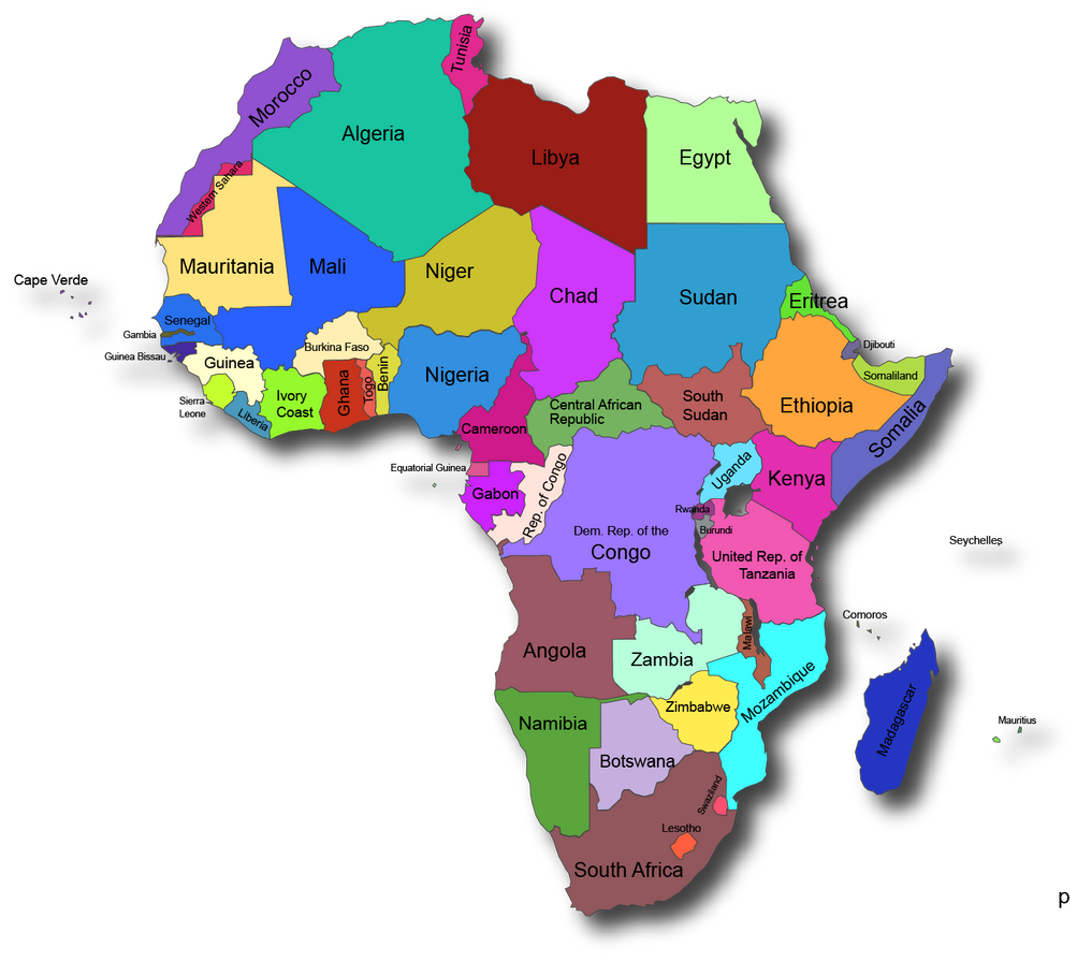 Tunisia
Morocco
Algeria
Libya
Egypt
Western Sahara
Mauritania
Mali
Niger
Chad
Sudan
Eritrea
Cape Verde
Senegal
Gambia
Guinea Bissau
Guinea
Burkina Faso
Benin
Nigeria
Djibouti
Somaliland
Sierra
Leone
Liberia
Ivory
Coast
Ghana
Togo
Central African
Republic
South
Sudan
Ethiopia
Somalia
Cameroon
Equatorial Guinea
Gabon
Rep. of Congo
Uganda
Kenya
Rwanda
Burundi
Dem. Rep. of the
Congo
United Rep. of
Tanzania
Seychelles
Comoros
Angola
Zambia
Malawi
Mozambique
Zimbabwe
Namibia
Botswana
Madagascar
Mauritius
Swaziland
Lesotho
South Africa
p